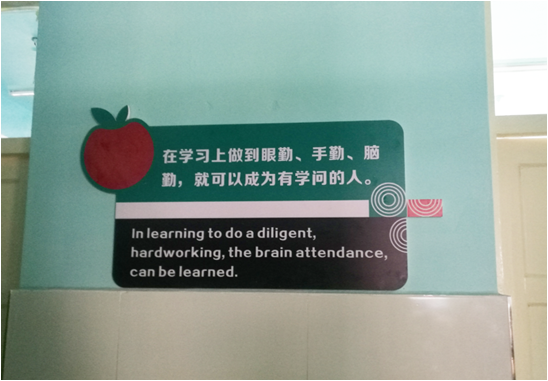 在学习上做到眼勤、手勤、脑
勤，就可以成为有学问的人。
In learning to do a diligent,
hardworking, the brain attendance,
can be learned.